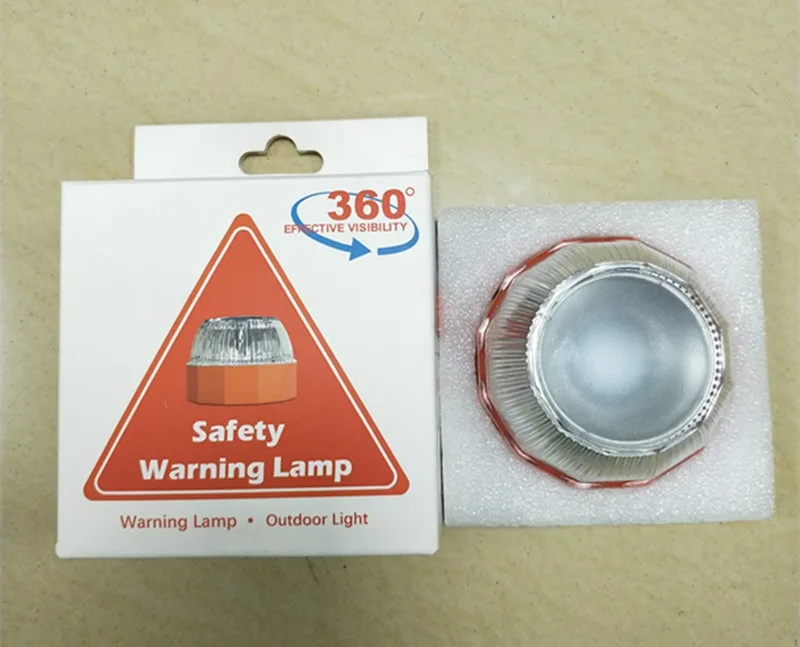 360°
EFFECTIVE VISIBILITY
Safety
Warning Lamp
Warning Lamp • Outdoor Light